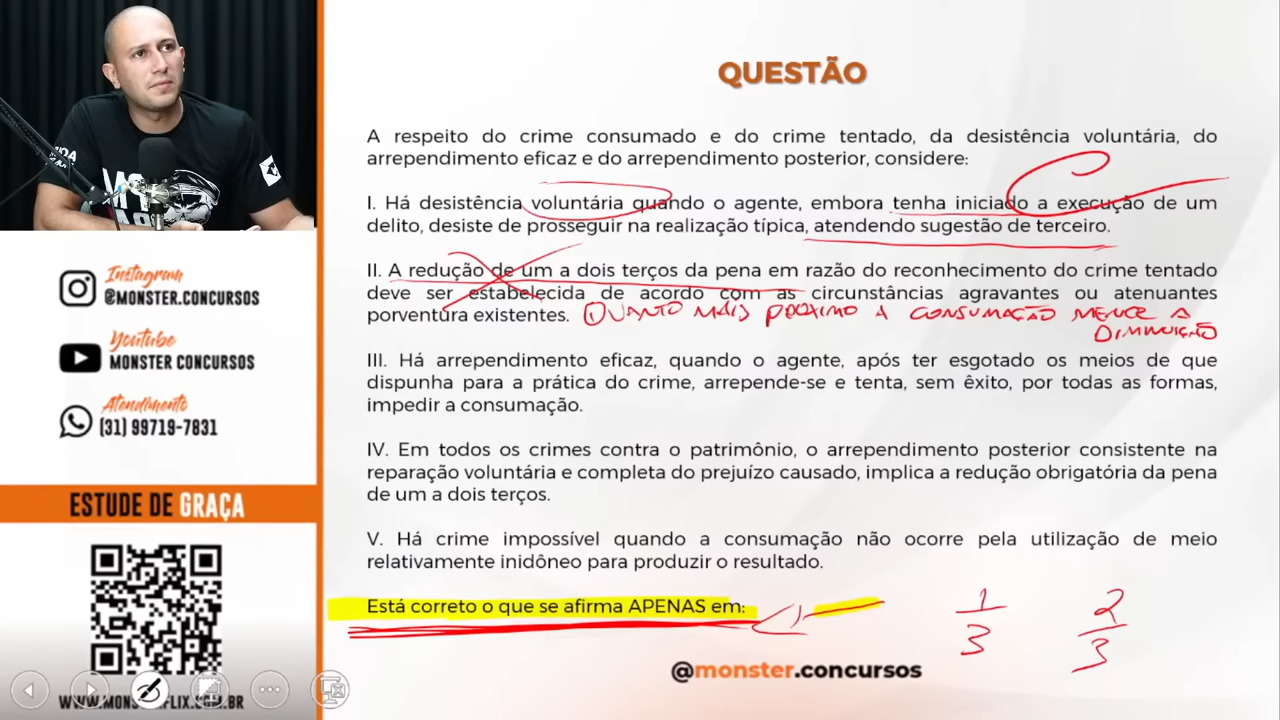 QUESTÃO
A respeito do crime consumado e do crime tentado, da desistência voluntária, do
arrependimento eficaz e do arrependimento posterior, considere:
I. Há desistência voluntária quando o agente, embora tenha iniciado a execução de um
delito, desiste de prosseguir na realização típica, atendendo sugestão de terceiro.
II. A redução de um a dois terços da pena em razão do reconhecimento do crime tentado
deve ser estabelecida de acordo com as circunstâncias agravantes ou atenuantes
porventura existentes.
QUANTO MAIS PRÓXIMO A CONSUMAÇÃO MENOR A
DIMINUIÇÃO
III. Há arrependimento eficaz, quando o agente, após ter esgotado os meios de que
dispunha para a prática do crime, arrepende-se e tenta, sem êxito, por todas as formas,
impedir a consumação.
IV. Em todos os crimes contra o patrimônio, o arrependimento posterior consistente na
reparação voluntária e completa do prejuízo causado, implica a redução obrigatória da pena
de um a dois terços.
V. Há crime impossível quando a consumação não ocorre pela utilização de meio
relativamente inidôneo para produzir o resultado.
Está correto o que se afirma APENAS em:
1
3
2
3
@monster.concursos
Instagram
@MONSTER.CONCURSOS
Youtube
MONSTER CONCURSOS
Atendimento
(31) 99719-7831
ESTUDE DE GRAÇA